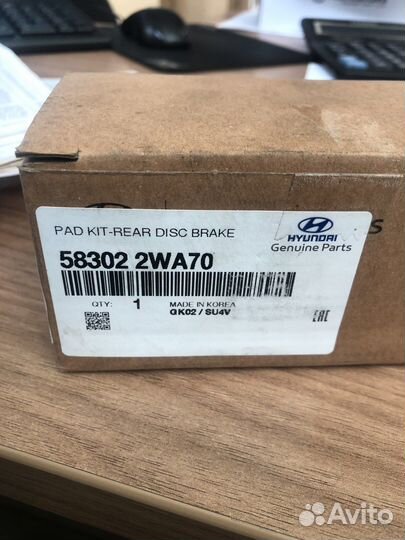 PAD KIT-REAR DISC BRAKE
HYUNDAI
Genuine Parts
58302 2WA70
QTY: 1
MADE IN KOREA
GK02 / SU4V
EAC
Avito